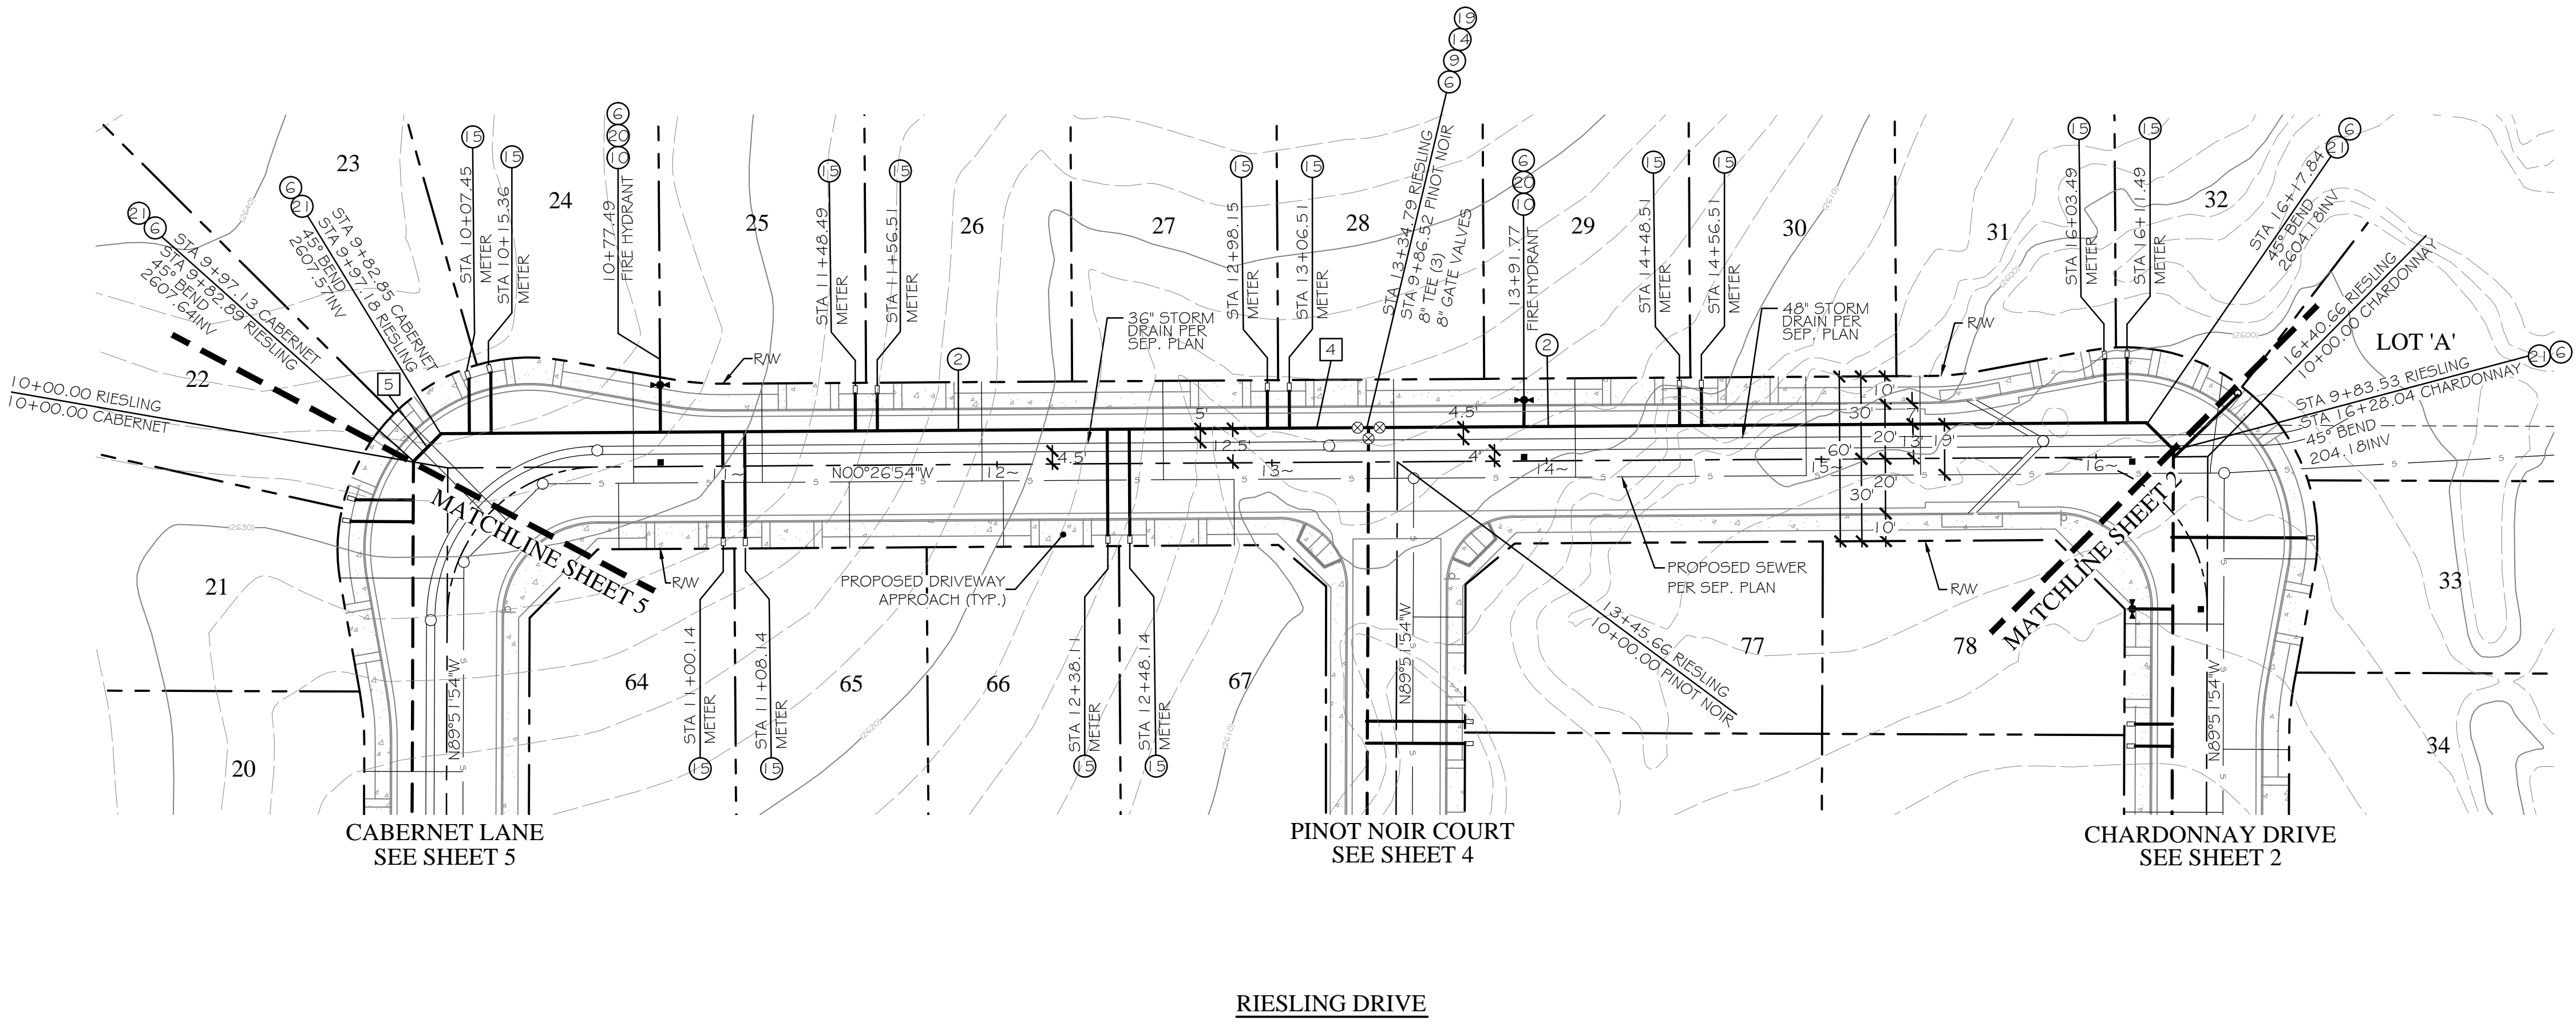 19
14
9
6
23
15
STA 10+07.45
METER
15
STA 10+15.36
METER
24
6
20
10
10+77.49
FIRE HYDRANT
25
15
STA 11+48.49
METER
15
STA 11+56.51
METER
26
27
15
STA 12+98.15
METER
15
STA 13+06.51
METER
28
STA 13+34.79 RIESLING
STA 9+86.52 PINOT NOIR
8" TEE (3)
8" GATE VALVES
6
20
10
13+91.77
FIRE HYDRANT
29
15
STA 14+48.51
METER
15
STA 14+56.51
METER
30
31
15
STA 16+03.49
METER
15
STA 16+11.49
METER
32
6
21
STA 16+17.84
45° BEND
2604.18INV
16+40.66 RIESLING
10+00.00 CHARDONNAY
LOT 'A'
21
6
STA 9+83.53 RIESLING
STA 16+28.04 CHARDONNAY
45° BEND
204.18INV
6
21
STA 9+82.85 CABERNET
STA 9+97.18 RIESLING
45° BEND
2607.57INV
21
6
STA 9+97.13 CABERNET
STA 9+82.89 RIESLING
45° BEND
2607.64INV
22
5
10+00.00 RIESLING
10+00.00 CABERNET
(2640)
(2630)
(2620)
(2610)
(2610)
(2600)
(2600)
R/W
2
36" STORM
DRAIN PER
SEP. PLAN
4
2
48" STORM
DRAIN PER
SEP. PLAN
R/W
5'
12.5'
4.5'
4.5'
4'
10'
30'
7'
20'
13'
19'
60'
20'
30'
10'
11~
N00°26'54"W
12~
13~
14~
15~
16~
MATCHLINE SHEET 5
MATCHLINE SHEET 2
21
R/W
PROPOSED DRIVEWAY
APPROACH (TYP.)
PROPOSED SEWER
PER SEP. PLAN
R/W
33
13+45.66 RIESLING
10+00.00 PINOT NOIR
N89°51'54"W
N89°51'54"W
N89°51'54"W
64
STA 11+00.14
METER
15
STA 11+08.14
METER
15
65
66
STA 12+38.11
METER
15
STA 12+48.14
METER
15
67
77
78
20
34
CABERNET LANE
SEE SHEET 5
PINOT NOIR COURT
SEE SHEET 4
CHARDONNAY DRIVE
SEE SHEET 2
RIESLING DRIVE